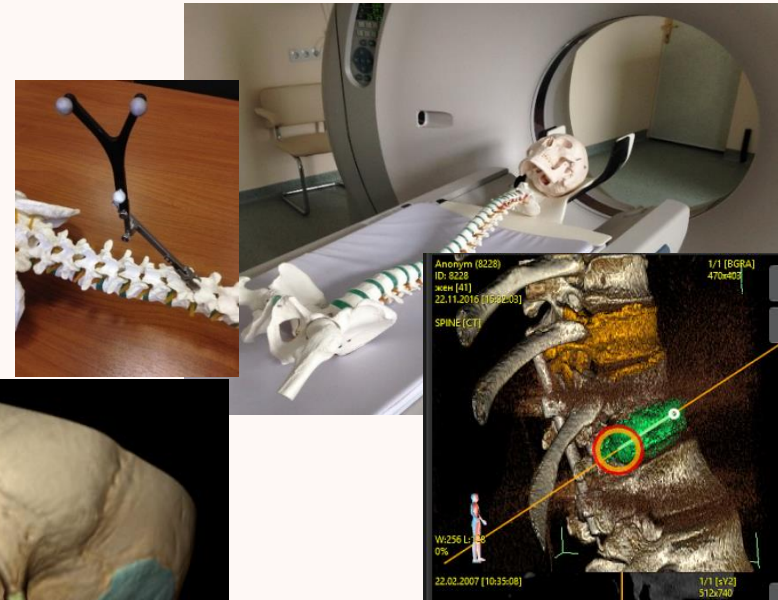 Anonym (8228)
ID: 8228
жен [41]
22.11.2016 [15:32:03]
SPINE [CT]
1/1 [BGRA]
470x403
W:256 L:128
0%
22.02.2007 [10:35:08]
1/1 [sY2]
512x740